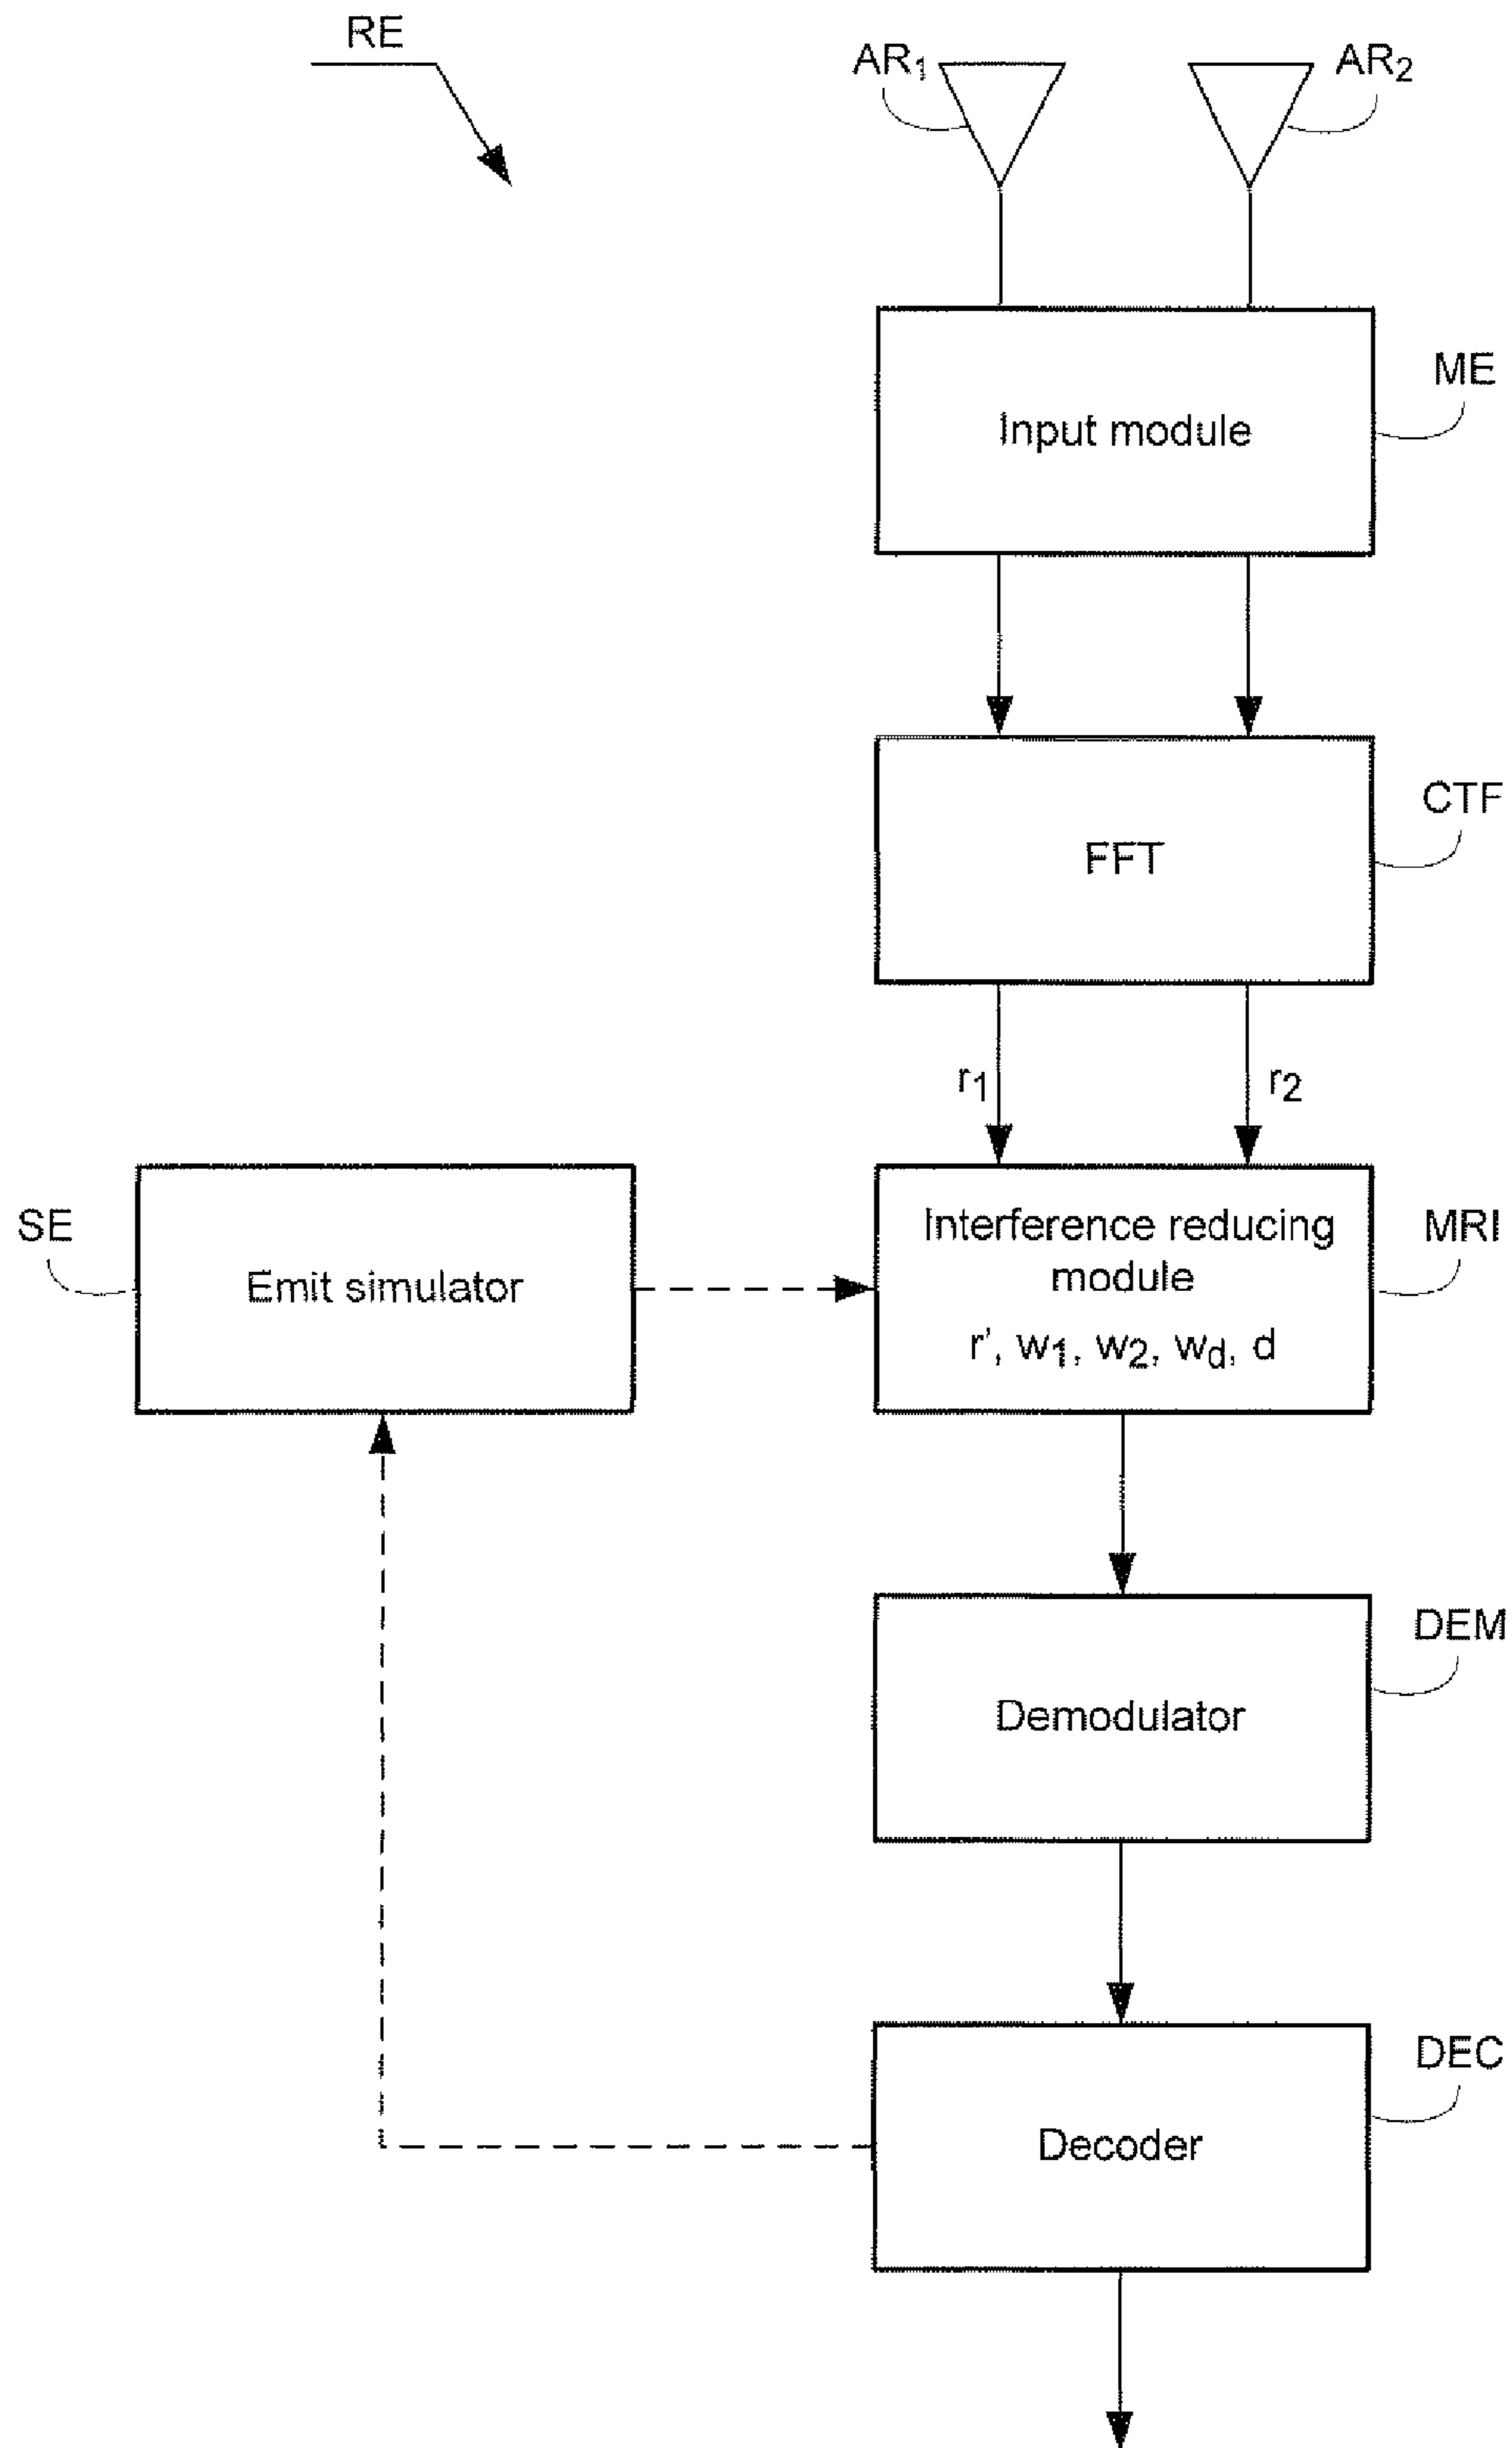 RE
AR1
AR2
ME
Input module
CTF
FFT
r1
r2
SE
Emit simulator
Interference reducing
module
r', w1, w2, wd, d
MRI
DEM
Demodulator
DEC
Decoder